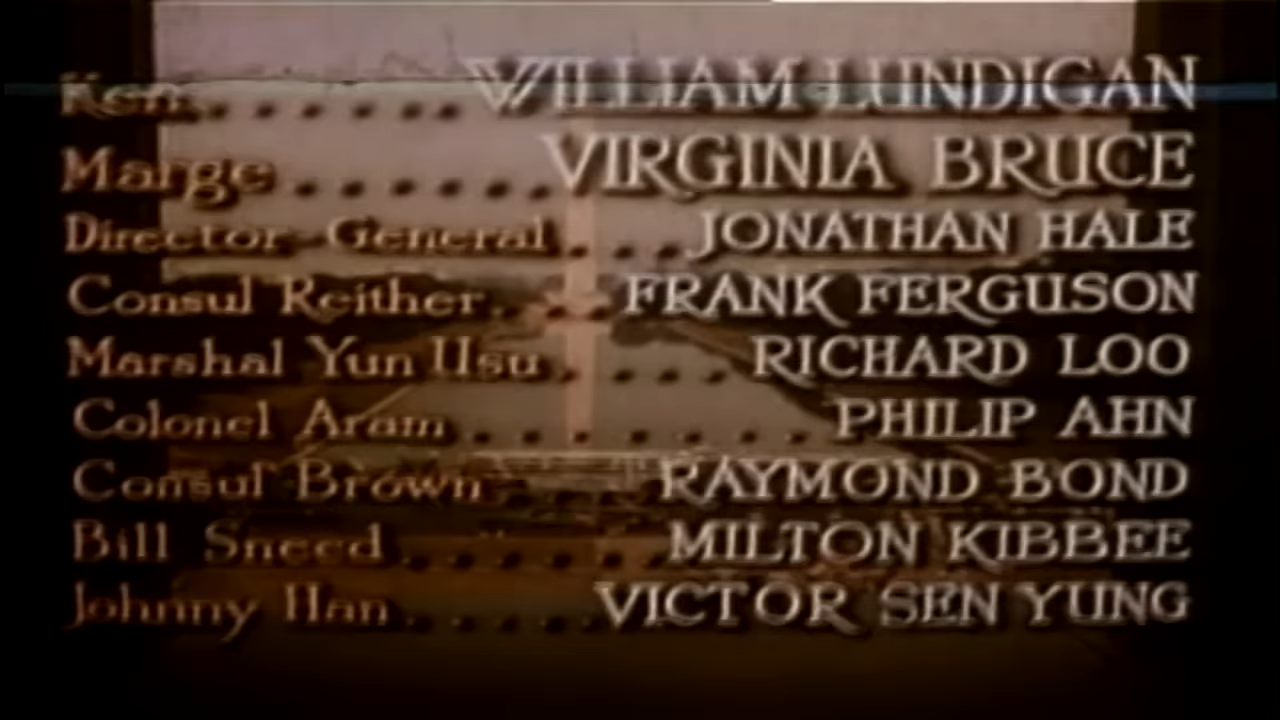 Ken..... WILLIAM LUNDIGAN
Marge..... VIRGINIA BRUCE
Director General... JONATHAN HALE
Consul Reither... FRANK FERGUSON
Marshal Yun Usu.... RICHARD LOO
Colonel Aram....... PHILIP AHN
Consul Brown.... RAYMOND BOND
Bill Sneed...... MILTON KIBBEE
Johnny Han.... VICTOR SEN YUNG